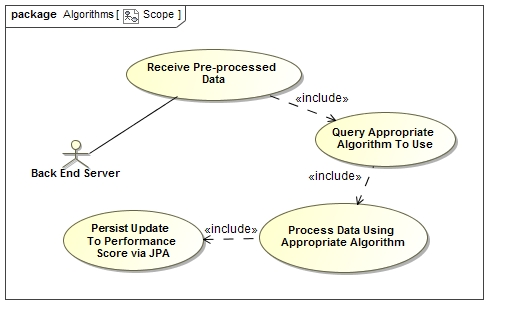 package Algorithms [ Scope ]
Receive Pre-processed
Data
«include»
Query Appropriate
Algorithm To Use
Back End Server
«include»
Persist Update
To Performance
Score via JPA
«include»
Process Data Using
Appropriate Algorithm